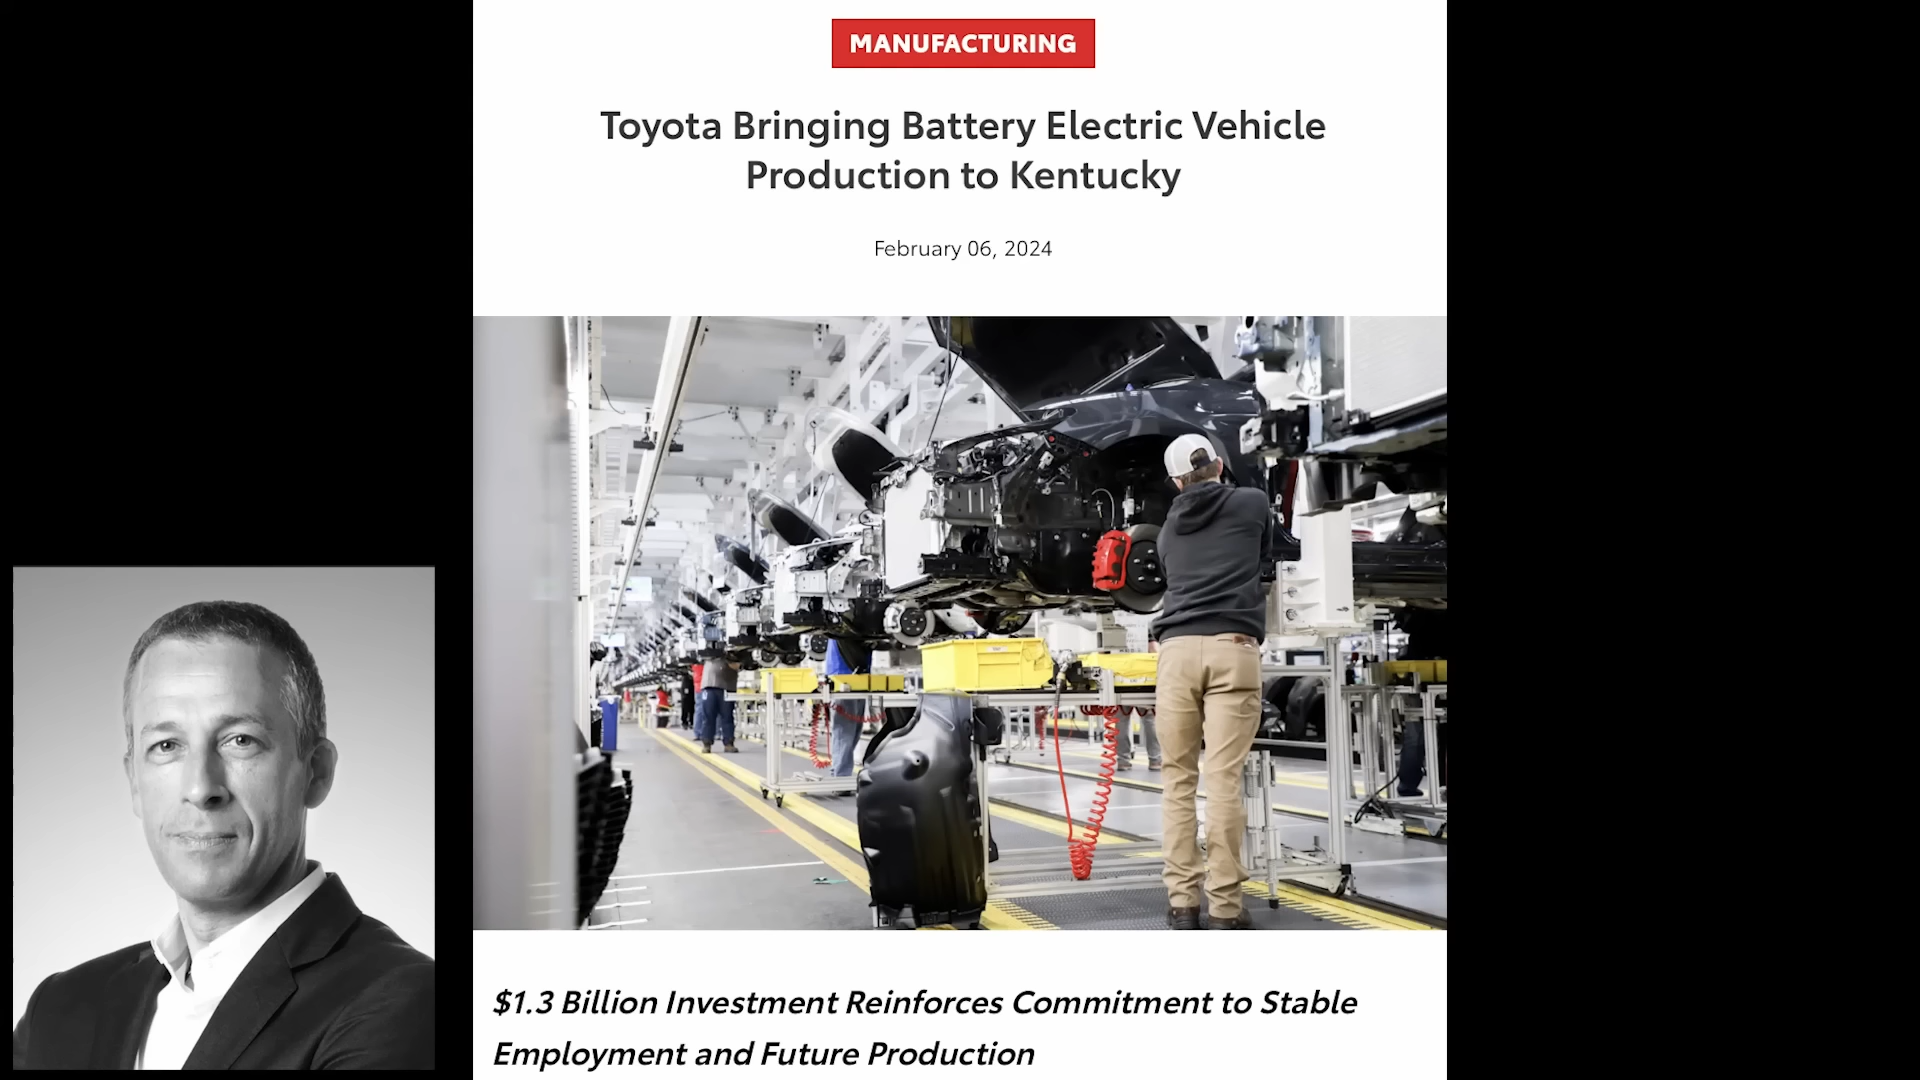 MANUFACTURING
Toyota Bringing Battery Electric Vehicle
Production to Kentucky
February 06, 2024
$1.3 Billion Investment Reinforces Commitment to Stable
Employment and Future Production